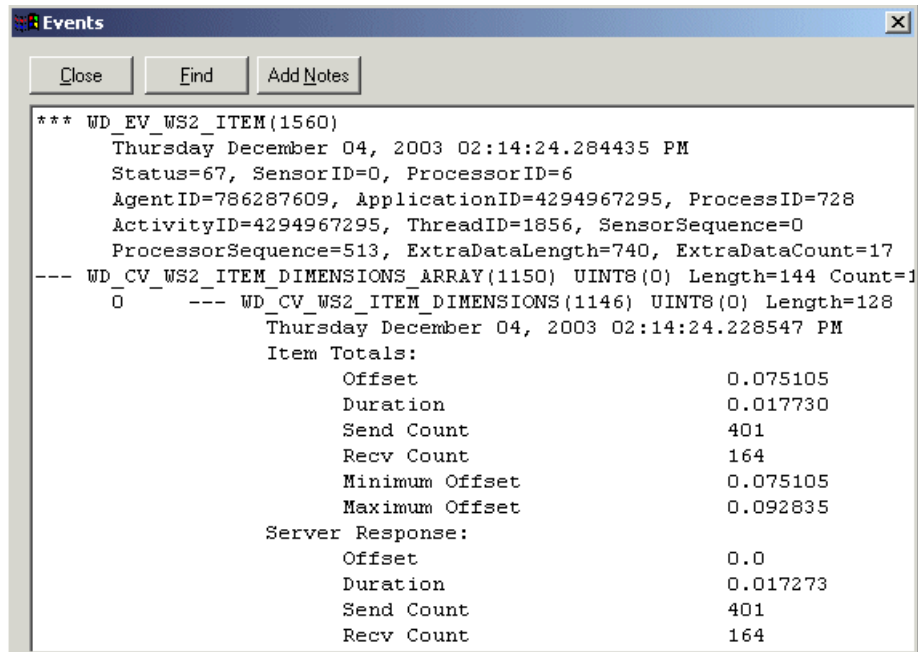 Events
Close Find Add Notes
*** WD_EV_WS2_ITEM(1560)
Thursday December 04, 2003 02:14:24.284435 PM
Status=67, SensorID=0, ProcessorID=6
AgentID=786287609, ApplicationID=4294967295, ProcessID=728
ActivityID=4294967295, ThreadID=1856, SensorSequence=0
ProcessorSequence=513, ExtraDataLength=740, ExtraDataCount=17
--- WD_CV_WS2_ITEM_DIMENSIONS_ARRAY(1150) UINT8(0) Length=144 Count=1
0 --- WD_CV_WS2_ITEM_DIMENSIONS(1146) UINT8(0) Length=128
Thursday December 04, 2003 02:14:24.228547 PM
Item Totals:
Offset 0.075105
Duration 0.017730
Send Count 401
Recv Count 164
Minimum Offset 0.075105
Maximum Offset 0.092835
Server Response:
Offset 0.0
Duration 0.017273
Send Count 401
Recv Count 164